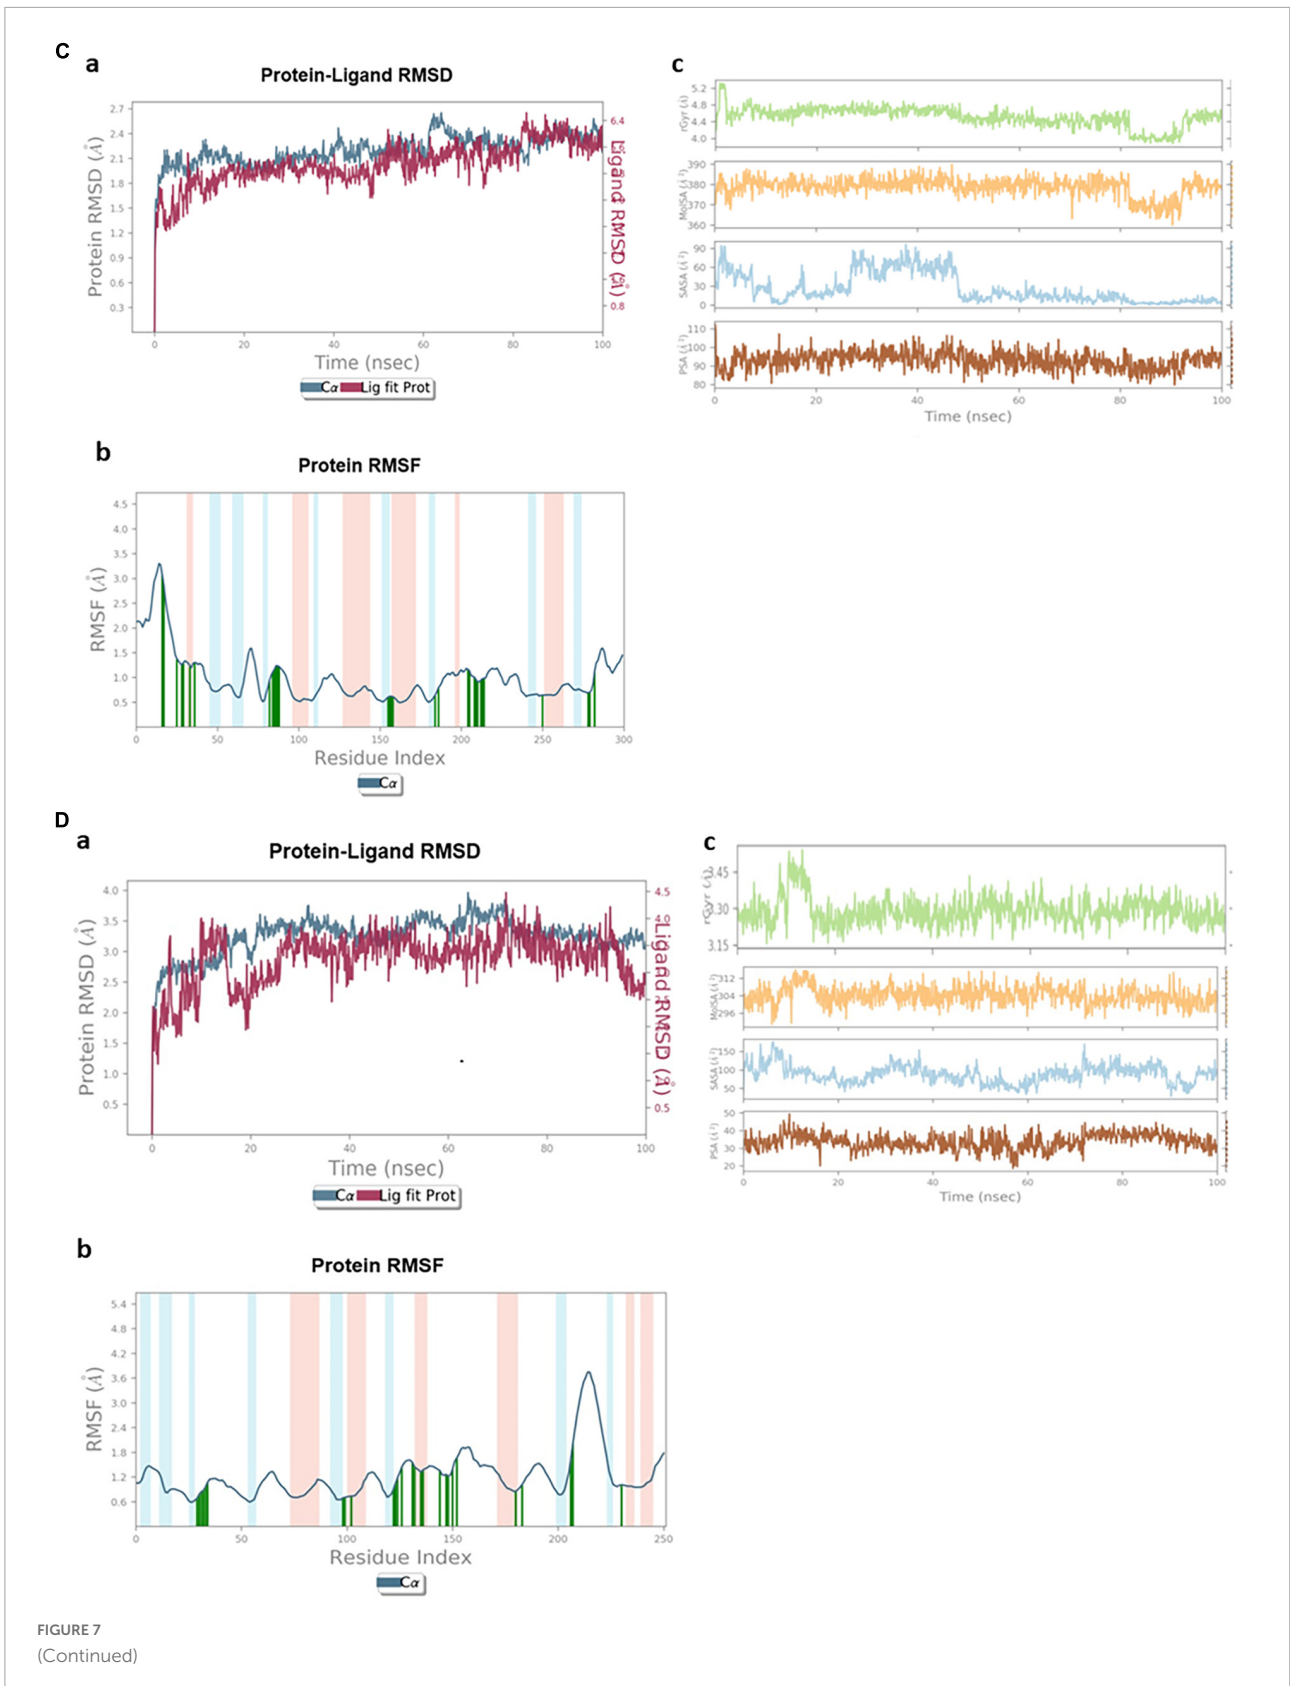 C
a
Protein-Ligand RMSD
2.7
2.4
2.1
1.8
1.5
1.2
0.9
0.6
0.3
Protein RMSD (Å)
6.4
0.8
Ligand RMSD (Å)
0 20 40 60 80 100
Time (nsec)
Cα Lig fit Prot
c
5.2
4.8
4.4
4.0
rGyr (Å)
390
380
370
360
MolSA (Å²)
90
60
30
0
SASA (Å²)
110
100
90
80
PSA (Å²)
0 20 40 60 80 100
Time (nsec)
b
Protein RMSF
4.5
4.0
3.5
3.0
2.5
2.0
1.5
1.0
0.5
RMSF (Å)
0 50 100 150 200 250 300
Residue Index
Cα
D
a
Protein-Ligand RMSD
4.0
3.5
3.0
2.5
2.0
1.5
1.0
0.5
Protein RMSD (Å)
4.5
0.5
Ligand RMSD (Å)
0 20 40 60 80 100
Time (nsec)
Cα Lig fit Prot
c
3.45
3.30
3.15
rGyr (Å)
312
304
296
MolSA (Å²)
150
100
50
SASA (Å²)
50
40
30
20
PSA (Å²)
0 20 40 60 80 100
Time (nsec)
b
Protein RMSF
5.4
4.8
4.2
3.6
3.0
2.4
1.8
1.2
0.6
RMSF (Å)
0 50 100 150 200 250
Residue Index
Cα
FIGURE 7
(Continued)